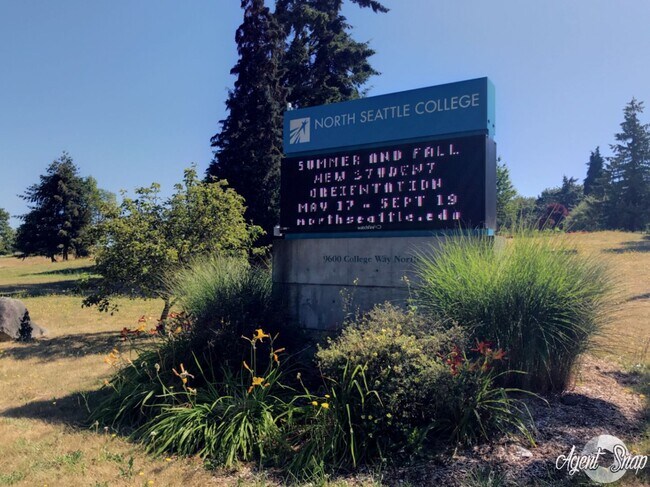 NORTH SEATTLE COLLEGE
SUMMER AND FALL
NEW STUDENT
ORIENTATION
MAY 17 - SEPT 19
northseattle.edu
9600 College Way North
Agent Snap